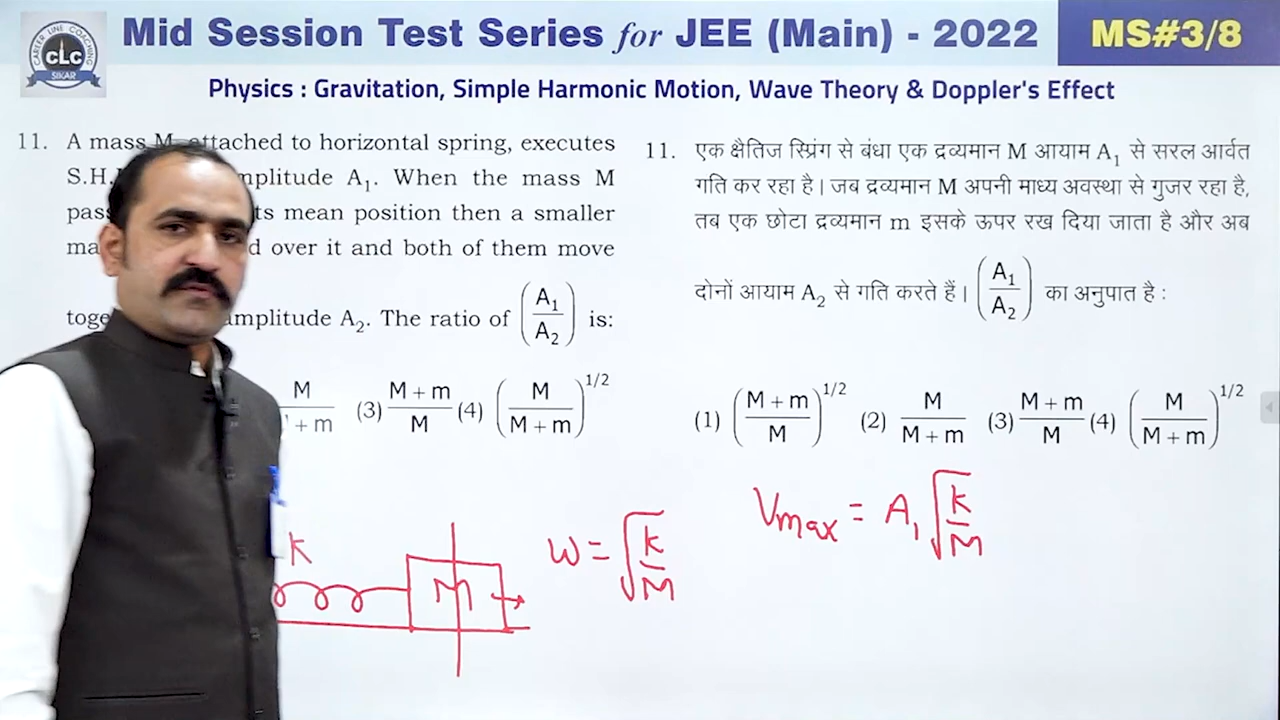 CAREER LINE COACHING
CLC
SIKAR
Mid Session Test Series for JEE (Main) - 2022
MS#3/8
Physics : Gravitation, Simple Harmonic Motion, Wave Theory & Doppler's Effect
11. A mass M attached to horizontal spring, executes
S.H. mplitude A₁. When the mass M
pas ts mean position then a smaller
ma d over it and both of them move
toge amplitude A₂. The ratio of (A₁/A₂) is:
M/ + m (3) (M + m)/M (4) (M/(M + m))^1/2
11. एक क्षैतिज स्प्रिंग से बंधा एक द्रव्यमान M आयाम A₁ से सरल आर्वत
गति कर रहा है। जब द्रव्यमान M अपनी माध्य अवस्था से गुजर रहा है,
तब एक छोटा द्रव्यमान m इसके ऊपर रख दिया जाता है और अब
दोनों आयाम A₂ से गति करते हैं। (A₁/A₂) का अनुपात है :
(1) ((M + m)/M)^1/2 (2) M/(M + m) (3) (M + m)/M (4) (M/(M + m))^1/2
K
M
ω = √(K/M)
Vmax = A₁ √(K/M)